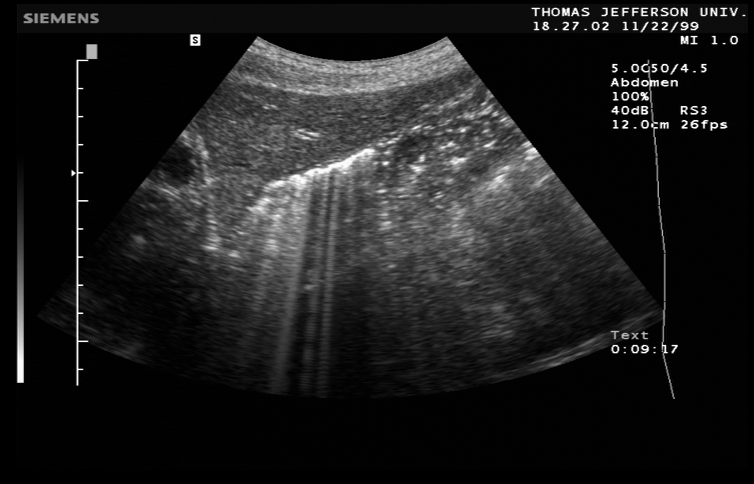 SIEMENS
THOMAS JEFFERSON UNIV.
18.27.02 11/22/99
S
MI 1.0
5.0C50/4.5
Abdomen
100%
40dB RS3
12.0cm 26fps
Text
0:09:17